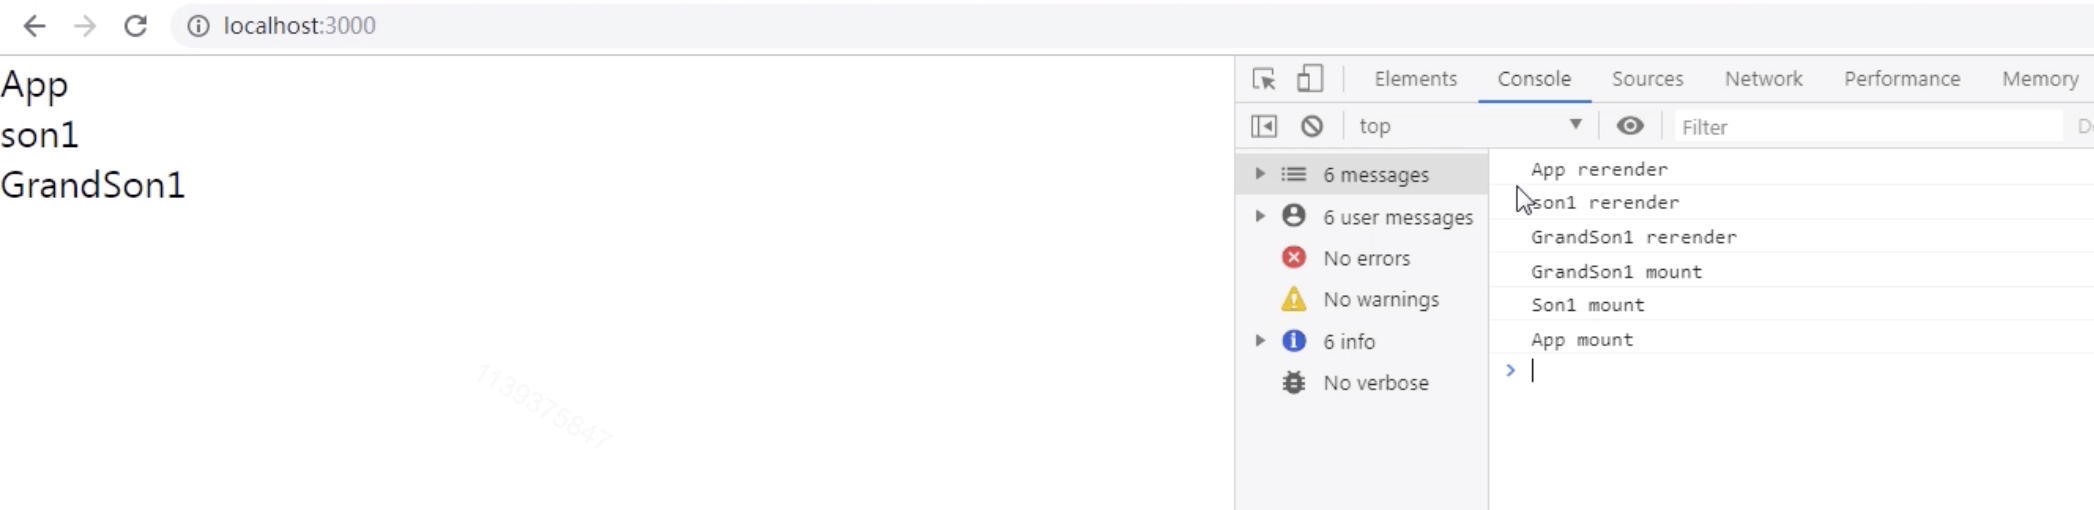 localhost:3000
App
son1
GrandSon1
1139375847
Elements Console Sources Network Performance Memory
top Filter
6 messages
6 user messages
No errors
No warnings
6 info
No verbose
App rerender
son1 rerender
GrandSon1 rerender
GrandSon1 mount
Son1 mount
App mount